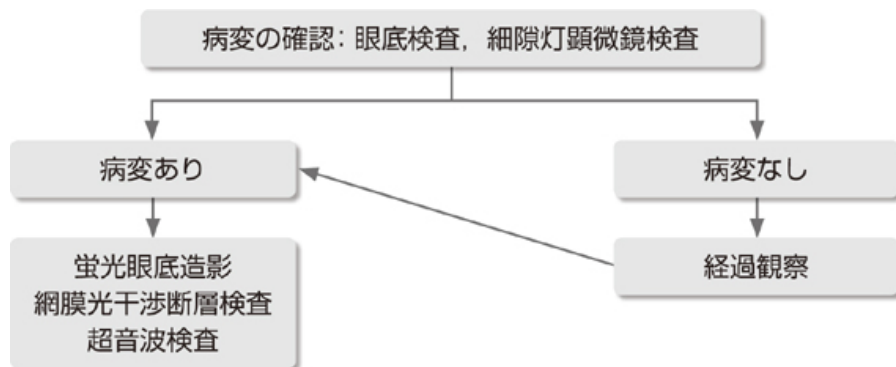 病変の確認：眼底検査，細隙灯顕微鏡検査
病変あり
病変なし
蛍光眼底造影
網膜光干渉断層検査
超音波検査
経過観察